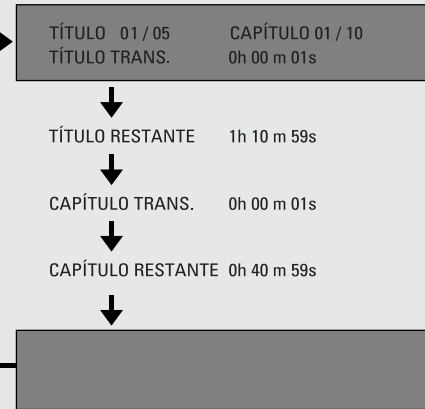 TÍTULO 01 / 05 CAPÍTULO 01 / 10
TÍTULO TRANS. 0h 00 m 01s
TÍTULO RESTANTE 1h 10 m 59s
CAPÍTULO TRANS. 0h 00 m 01s
CAPÍTULO RESTANTE 0h 40 m 59s